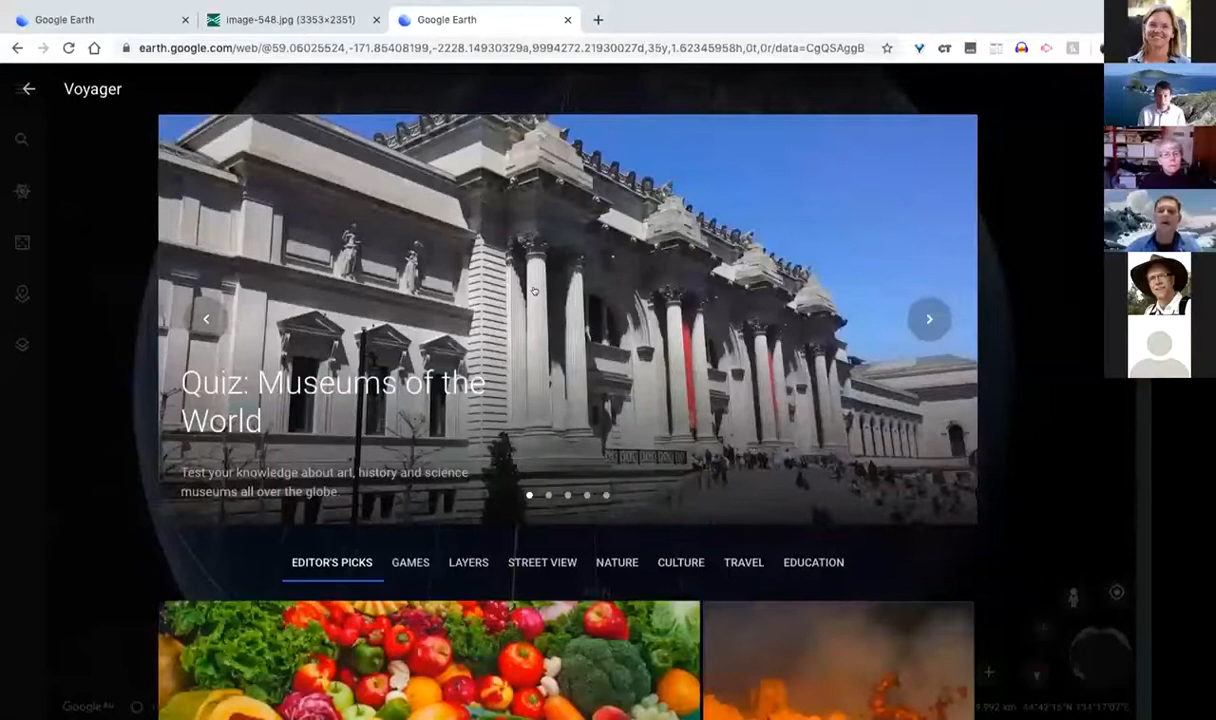 Google Earth
image-548.jpg (3353×2351)
Google Earth
earth.google.com/web/@59.06025524,-171.85408199,-2228.14930329a,9994272.21930027d,35y,1.62345958h,0t,0r/data=CgQSAggB
Voyager
Quiz: Museums of the
World
Test your knowledge about art, history and science
museums all over the globe.
EDITOR'S PICKS
GAMES
LAYERS
STREET VIEW
NATURE
CULTURE
TRAVEL
EDUCATION
Google